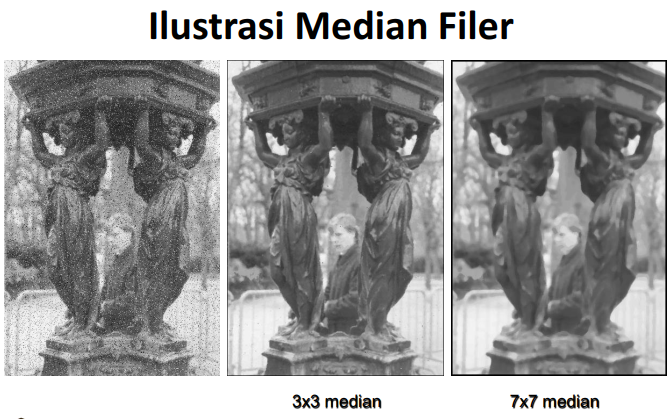 Ilustrasi Median Filer
3x3 median
7x7 median